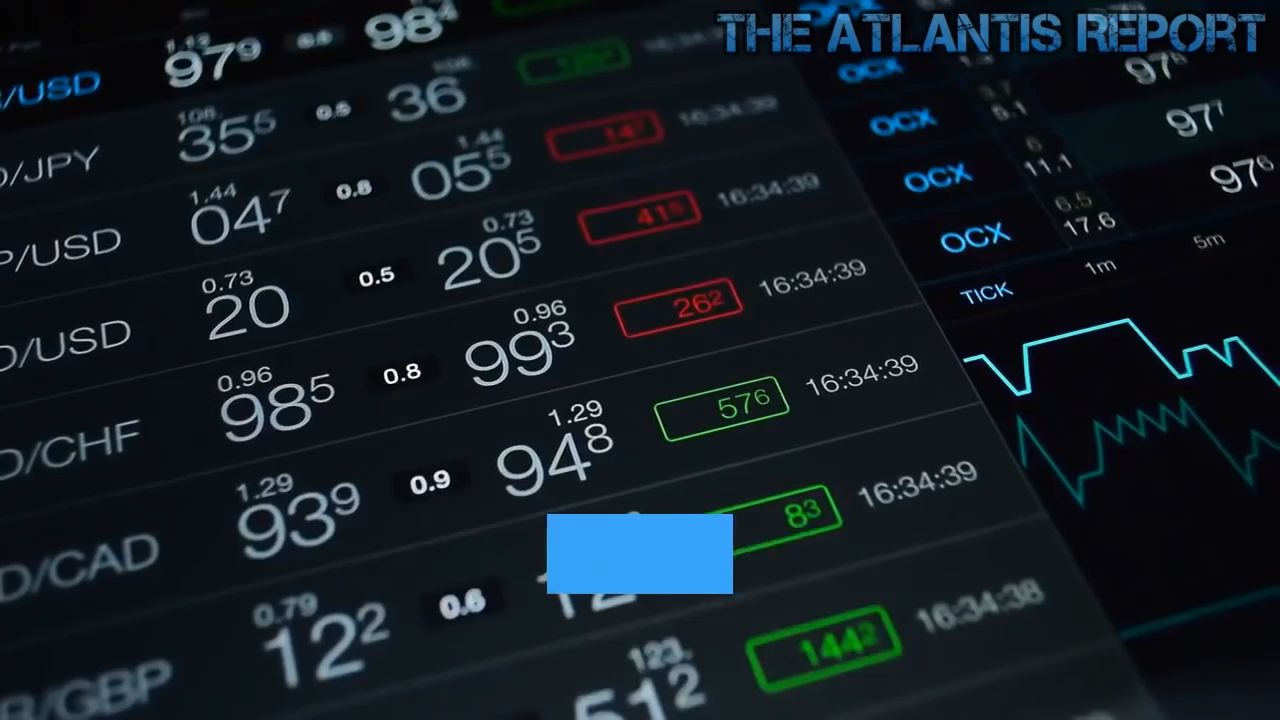 THE ATLANTIS REPORT
/USD 1.13 97⁹ 98⁴
D/JPY 108. 35⁵ 0.5 36
P/USD 1.44 04⁷ 0.8 1.44 05⁵ 14⁷ 16:34:39
D/USD 0.73 20 0.5 0.73 20⁵ 41⁵ 16:34:39
D/CHF 0.96 98⁵ 0.8 0.96 99³ 26² 16:34:39
D/CAD 1.29 93⁹ 0.9 1.29 94⁸ 57⁶ 16:34:39
R/GBP 0.79 12² 0.6 12 8³ 16:34:39
123. 51² 144² 16:34:38
OCX
OCX 9.1
OCX 11.1 97⁷
OCX 6.5 17.6 97⁶
TICK 1m 5m